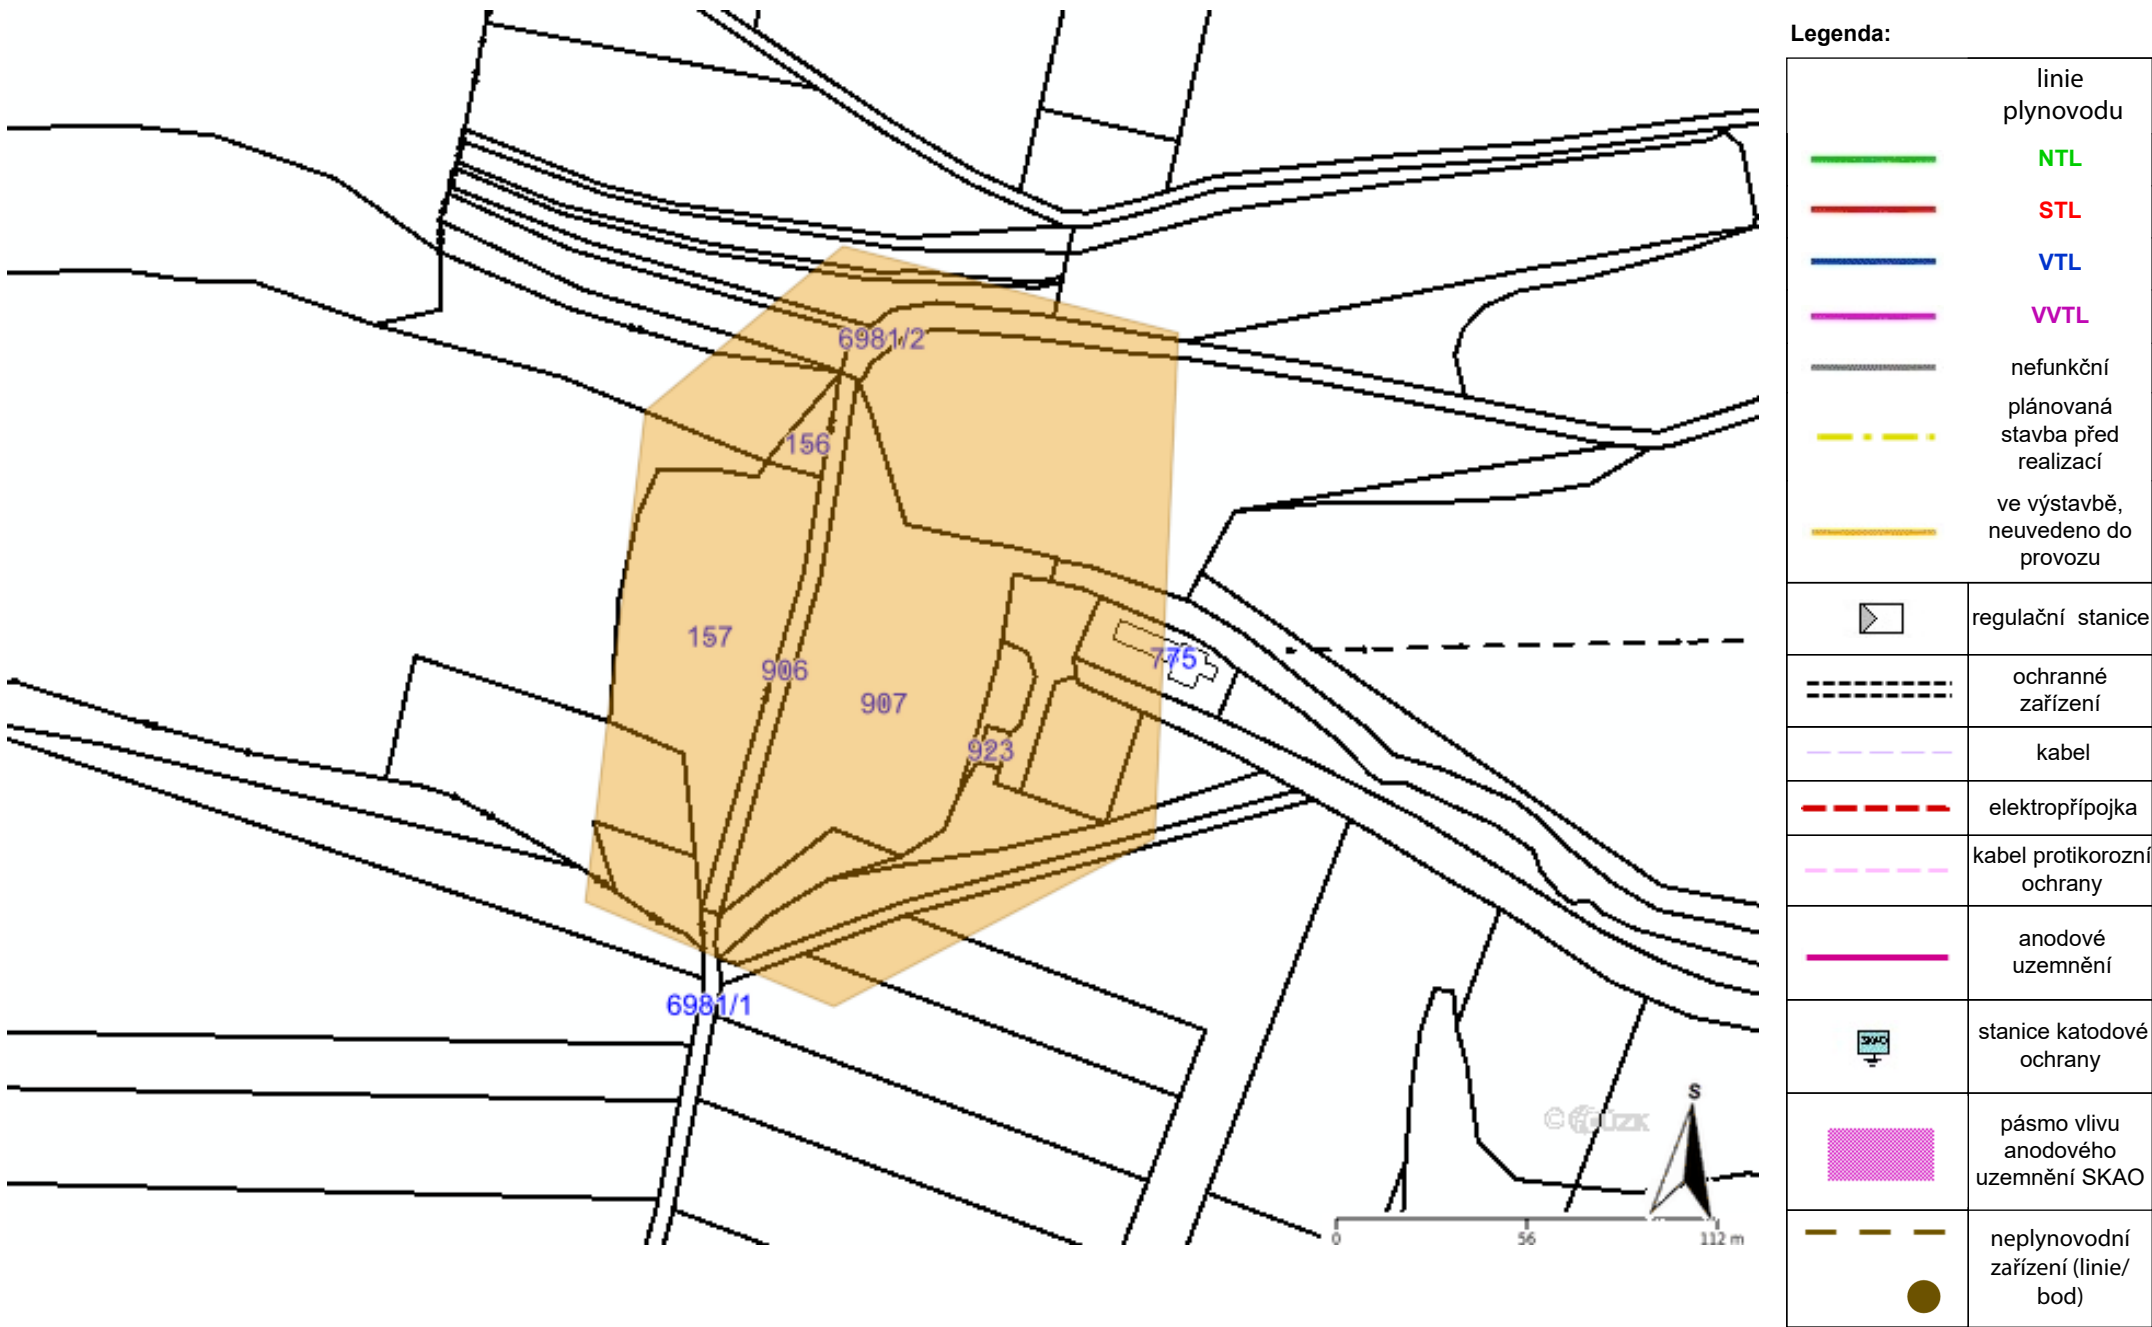 6981/2
156
157
906
907
923
775
6981/1
S
0 56 112 m
Legenda:
linie
plynovodu
NTL
STL
VTL
VVTL
nefunkční
plánovaná
stavba před
realizací
ve výstavbě,
neuvedeno do
provozu
regulační stanice
ochranné
zařízení
kabel
elektropřípojka
kabel protikorozní
ochrany
anodové
uzemnění
SKAO
stanice katodové
ochrany
pásmo vlivu
anodového
uzemnění SKAO
neplynovodní
zařízení (linie/
bod)